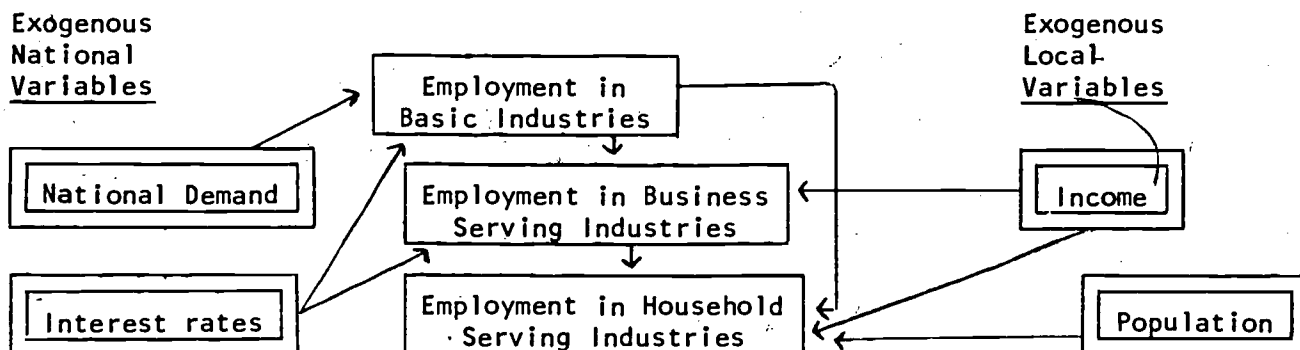 Exogenous
National
Variables
Exogenous
Local
Variables
Employment in
Basic Industries
National Demand
Employment in Business
Serving Industries
Income
Interest rates
Employment in Household
Serving Industries
Population